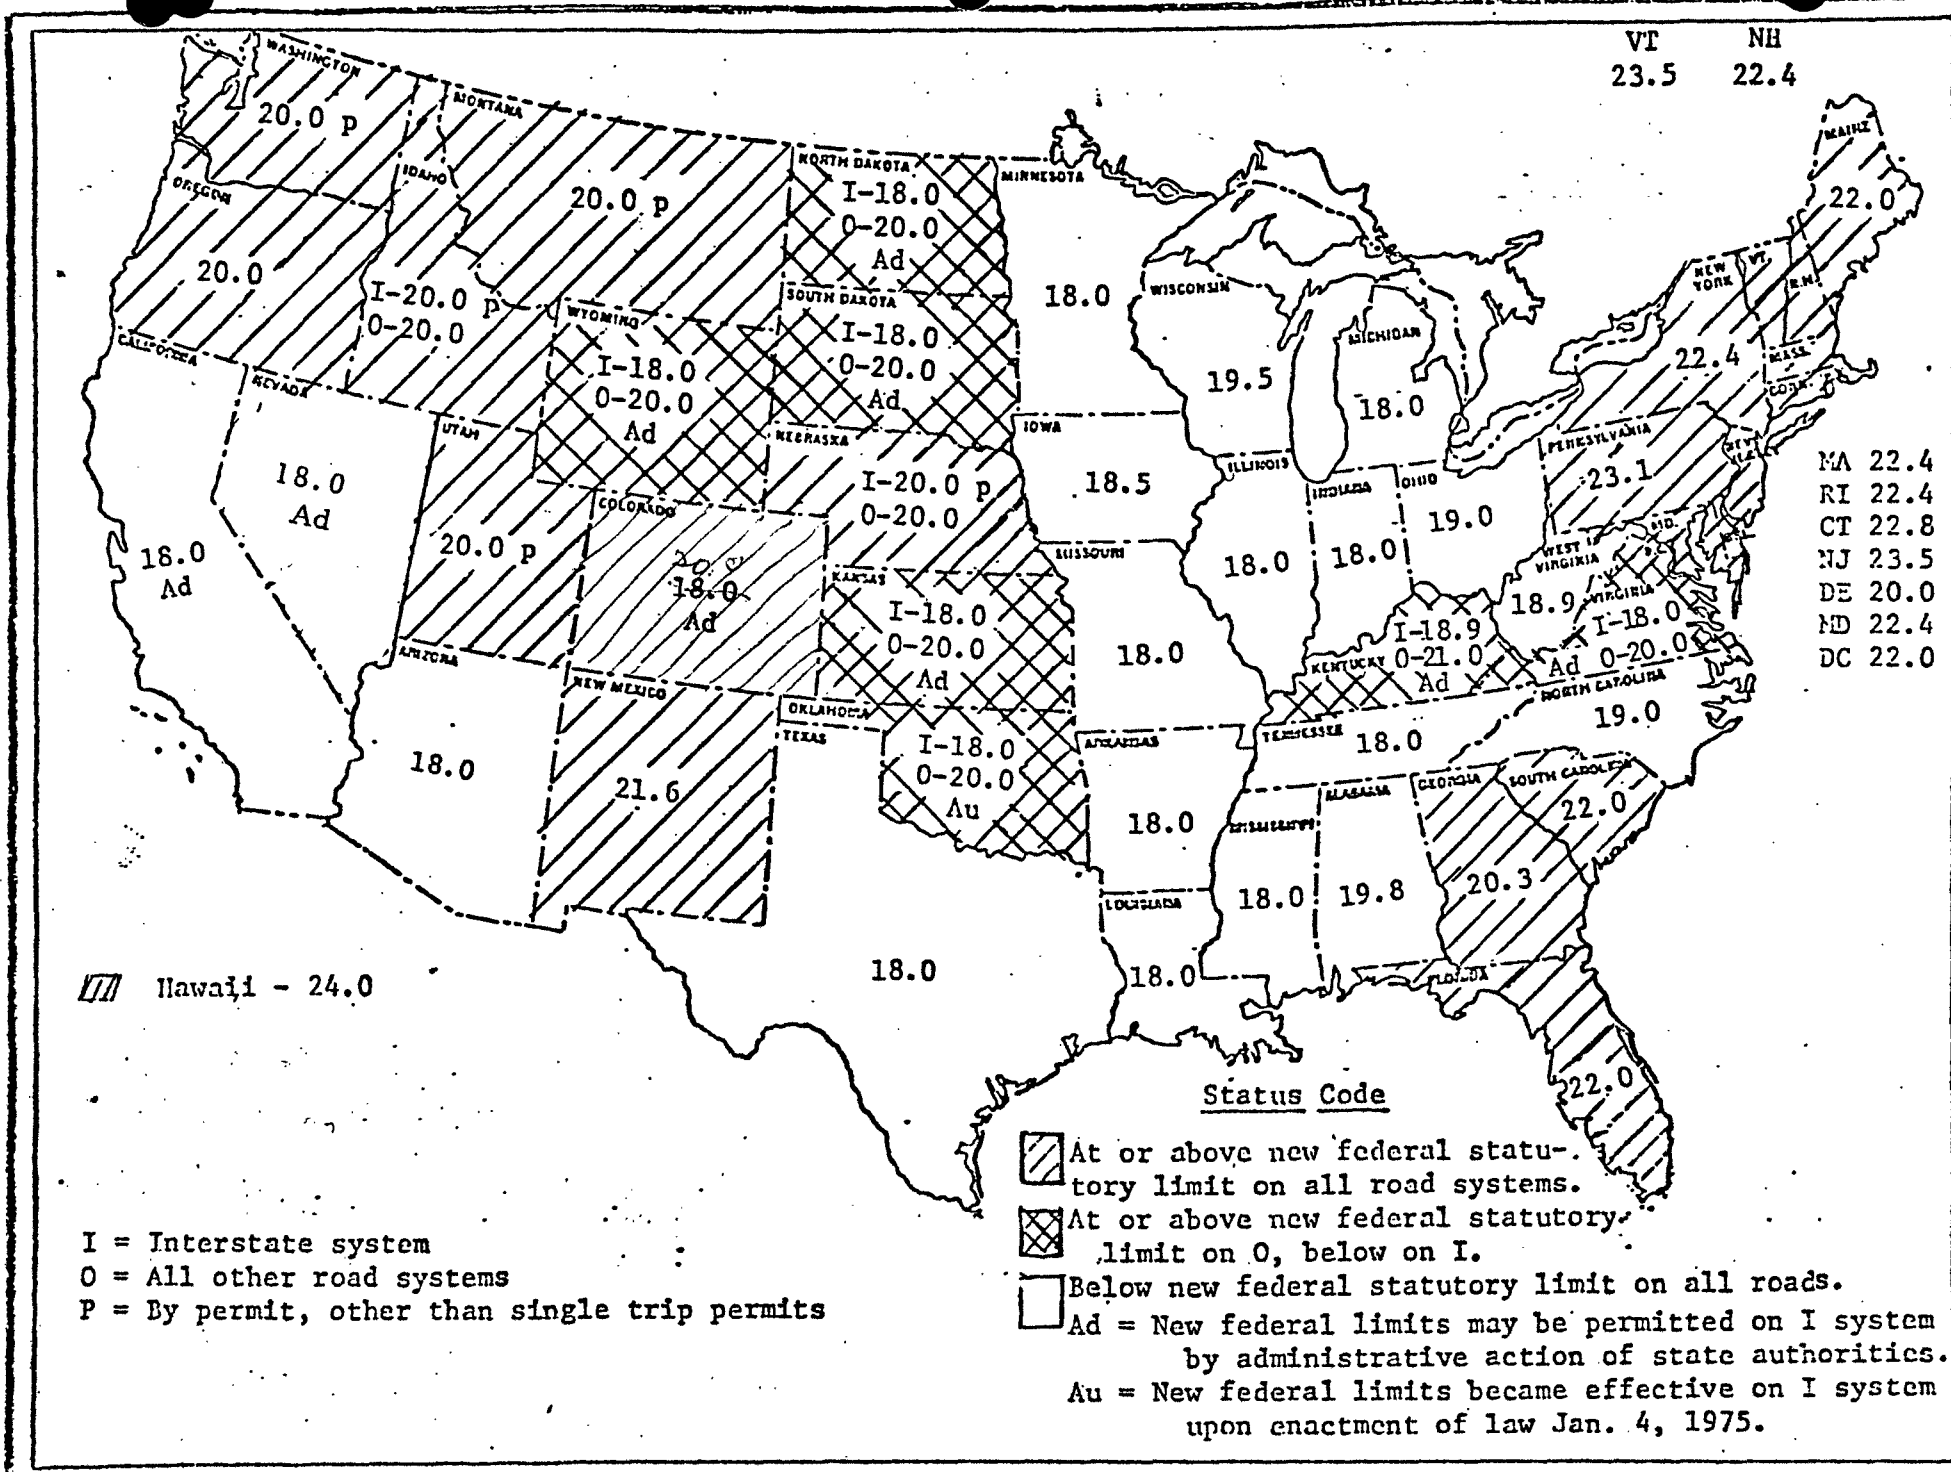 VT NH
23.5 22.4
WASHINGTON
20.0 p
MONTANA
20.0 p
IDAHO
I-20.0 p
O-20.0
OREGON
20.0
NORTH DAKOTA
I-18.0
O-20.0
Ad
MINNESOTA
18.0
MAINE
22.0
SOUTH DAKOTA
I-18.0
O-20.0
Ad
WYOMING
I-18.0
O-20.0
Ad
WISCONSIN
19.5
MICHIGAN
18.0
NEW
YORK
22.4
VT.
N.H.
MASS.
CONN.
CALIFORNIA
18.0
Ad
NEVADA
18.0
Ad
UTAH
20.0 p
COLORADO
20.0
18.0
Ad
NEBRASKA
I-20.0 p
O-20.0
IOWA
18.5
ILLINOIS
18.0
INDIANA
18.0
OHIO
19.0
PENNSYLVANIA
23.1
MD.
MA 22.4
RI 22.4
CT 22.8
NJ 23.5
DE 20.0
MD 22.4
DC 22.0
KANSAS
I-18.0
O-20.0
Ad
MISSOURI
18.0
KENTUCKY
I-18.9
O-21.0
Ad
WEST
VIRGINIA
18.9
VIRGINIA
I-18.0
O-20.0
Ad
ARIZONA
18.0
NEW MEXICO
21.6
OKLAHOMA
I-18.0
O-20.0
Au
TEXAS
18.0
ARKANSAS
18.0
TENNESSEE
18.0
NORTH CAROLINA
19.0
SOUTH CAROLINA
22.0
GEORGIA
20.3
ALABAMA
19.8
MISSISSIPPI
18.0
LOUISIANA
18.0
FLORIDA
22.0
Hawaii - 24.0
Status Code
At or above new federal statu-
tory limit on all road systems.
At or above new federal statutory
limit on O, below on I.
Below new federal statutory limit on all roads.
Ad = New federal limits may be permitted on I system
by administrative action of state authorities.
Au = New federal limits became effective on I system
upon enactment of law Jan. 4, 1975.
I = Interstate system
O = All other road systems
P = By permit, other than single trip permits